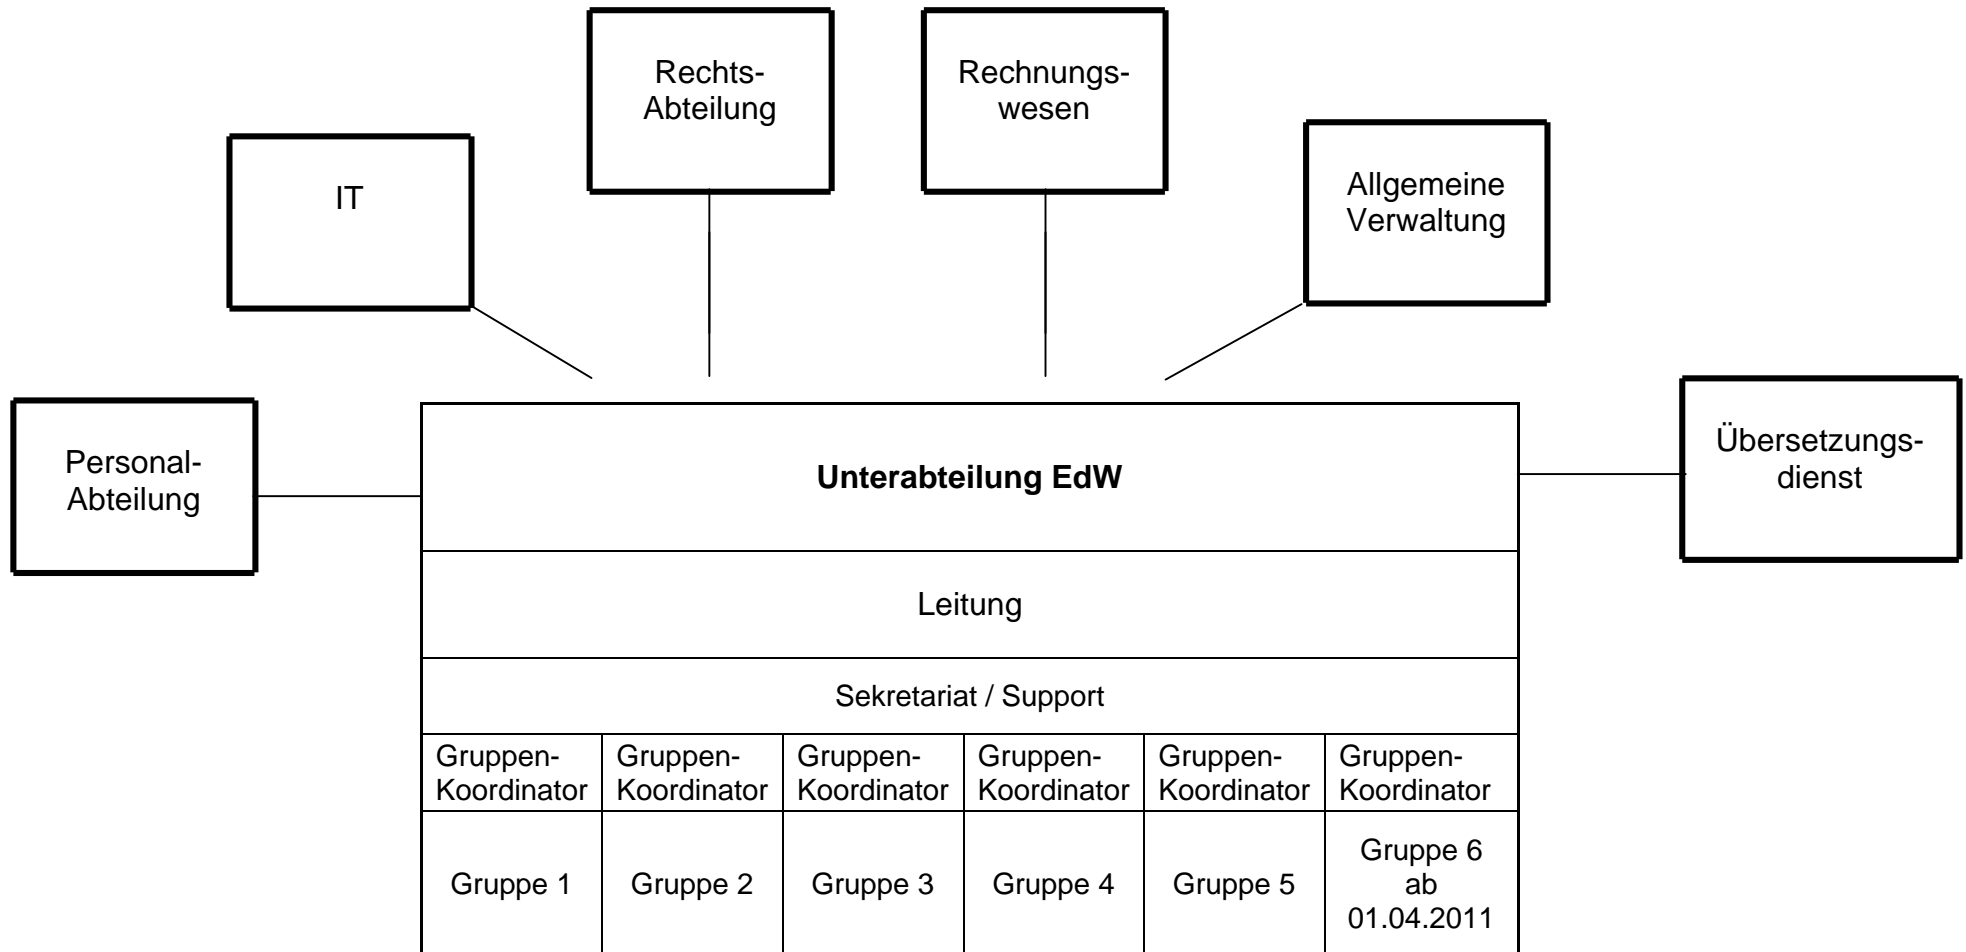 Rechts-
Abteilung
Rechnungs-
wesen
IT
Allgemeine
Verwaltung
Personal-
Abteilung
Übersetzungs-
dienst
Unterabteilung EdW
Leitung
Sekretariat / Support
Gruppen-
Koordinator
Gruppen-
Koordinator
Gruppen-
Koordinator
Gruppen-
Koordinator
Gruppen-
Koordinator
Gruppen-
Koordinator
Gruppe 1
Gruppe 2
Gruppe 3
Gruppe 4
Gruppe 5
Gruppe 6
ab
01.04.2011